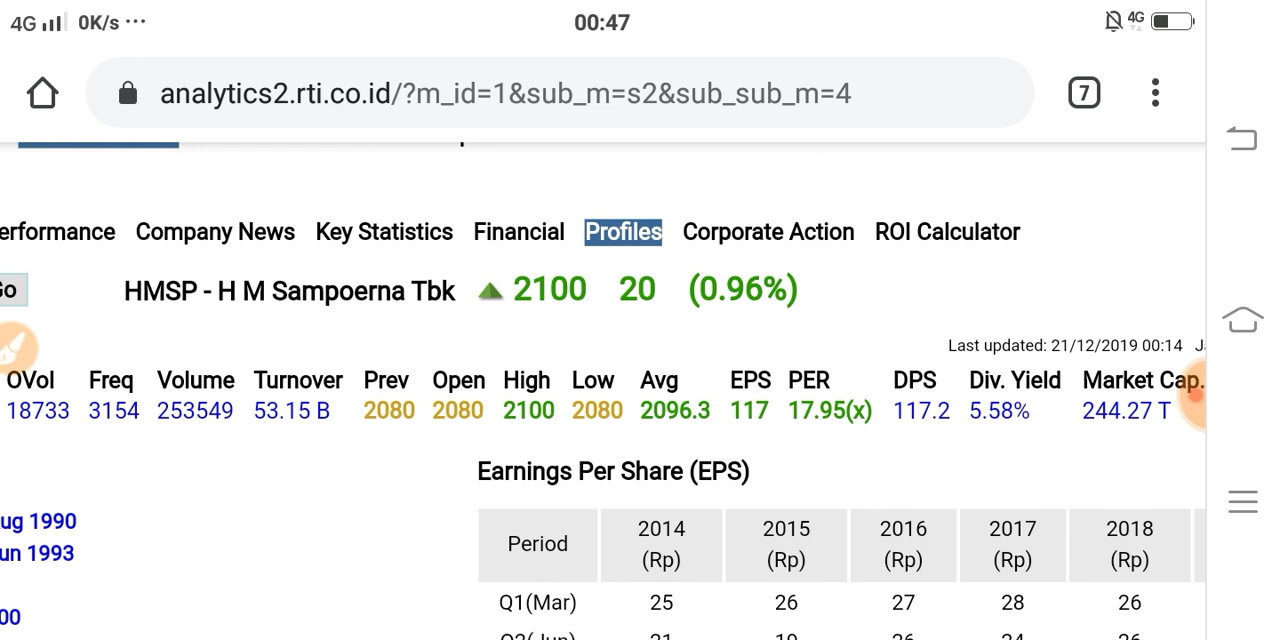 4G 0K/s ... 00:47 4G
analytics2.rti.co.id/?m_id=1&sub_m=s2&sub_sub_m=4 7
erformance Company News Key Statistics Financial Profiles Corporate Action ROI Calculator
Go HMSP - H M Sampoerna Tbk 2100 20 (0.96%)
Last updated: 21/12/2019 00:14
OVol Freq Volume Turnover Prev Open High Low Avg EPS PER DPS Div. Yield Market Cap.
18733 3154 253549 53.15 B 2080 2080 2100 2080 2096.3 117 17.95(x) 117.2 5.58% 244.27 T
Earnings Per Share (EPS)
ug 1990
un 1993
00
Period 2014 2015 2016 2017 2018
(Rp) (Rp) (Rp) (Rp) (Rp)
Q1(Mar) 25 26 27 28 26